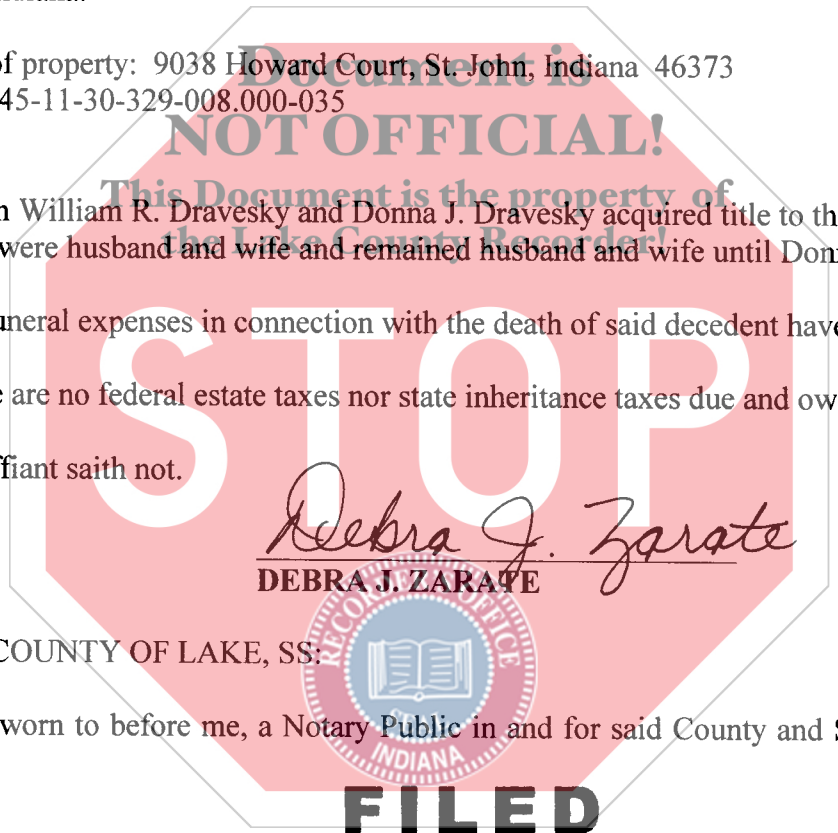 of property: 9038 Howard Court, St. John, Indiana 46373
Document is
45-11-30-329-008.000-035
NOT OFFICIAL!
This Document is the property of
n William R. Dravesky and Donna J. Dravesky acquired title to th
the Lake County Recorder!
were husband and wife and remained husband and wife until Don
uneral expenses in connection with the death of said decedent have
STOP
e are no federal estate taxes nor state inheritance taxes due and ow
ffiant saith not.
Debra J. Zarate
DEBRA J. ZARATE
RECORDER'S OFFICE
COUNTY OF LAKE, SS:
SEAL
worn to before me, a Notary Public in and for said County and S
INDIANA
FILED